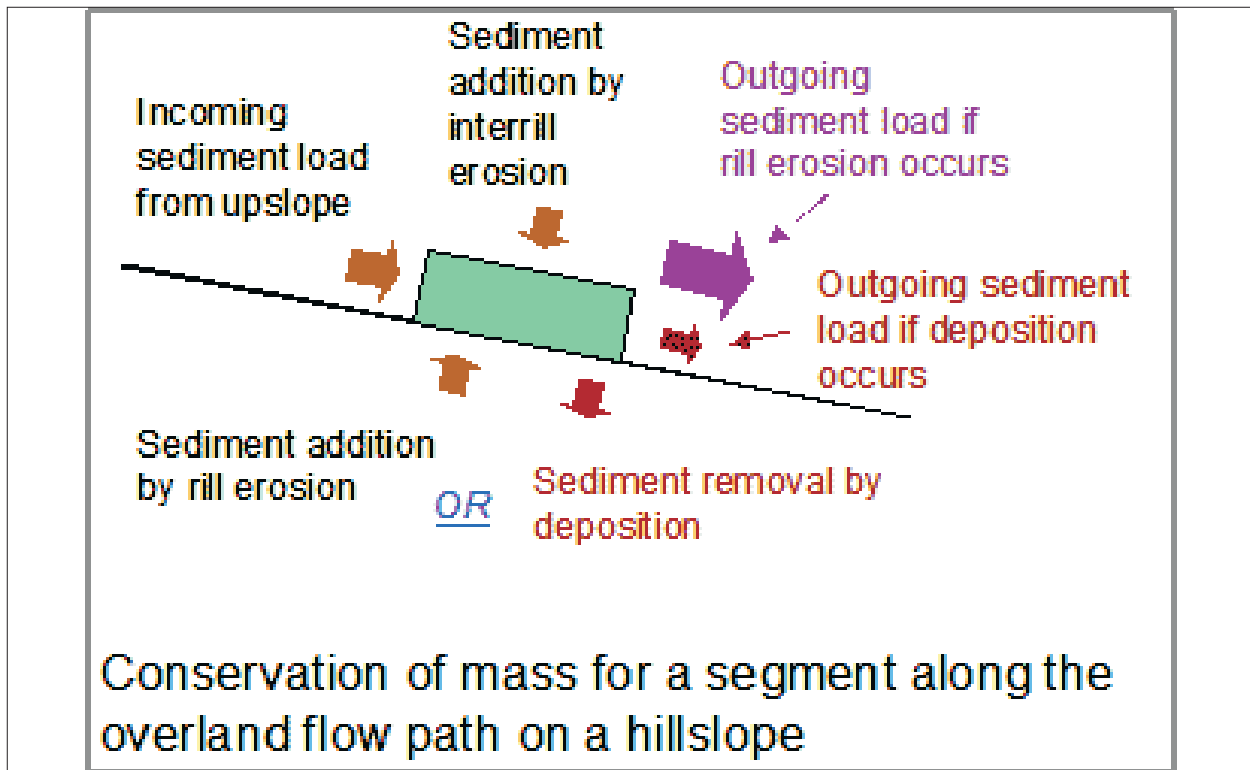 Incoming
sediment load
from upslope
Sediment
addition by
interrill
erosion
Outgoing
sediment load if
rill erosion occurs
Outgoing sediment
load if deposition
occurs
Sediment addition
by rill erosion
OR
Sediment removal by
deposition
Conservation of mass for a segment along the
overland flow path on a hillslope